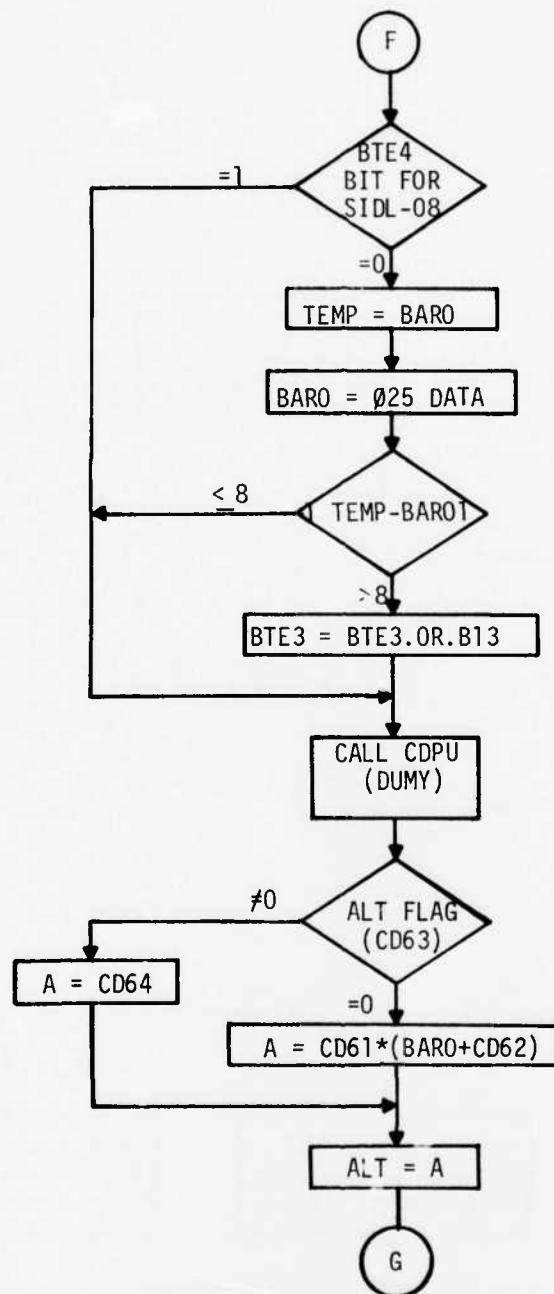 F
BTE4
BIT FOR
SIDL-08
=1
=0
TEMP = BARO
BARO = Ø25 DATA
TEMP-BARO1
≤ 8
>8
BTE3 = BTE3.OR.B13
CALL CDPU
(DUMY)
ALT FLAG
(CD63)
≠0
A = CD64
=0
A = CD61*(BARO+CD62)
ALT = A
G